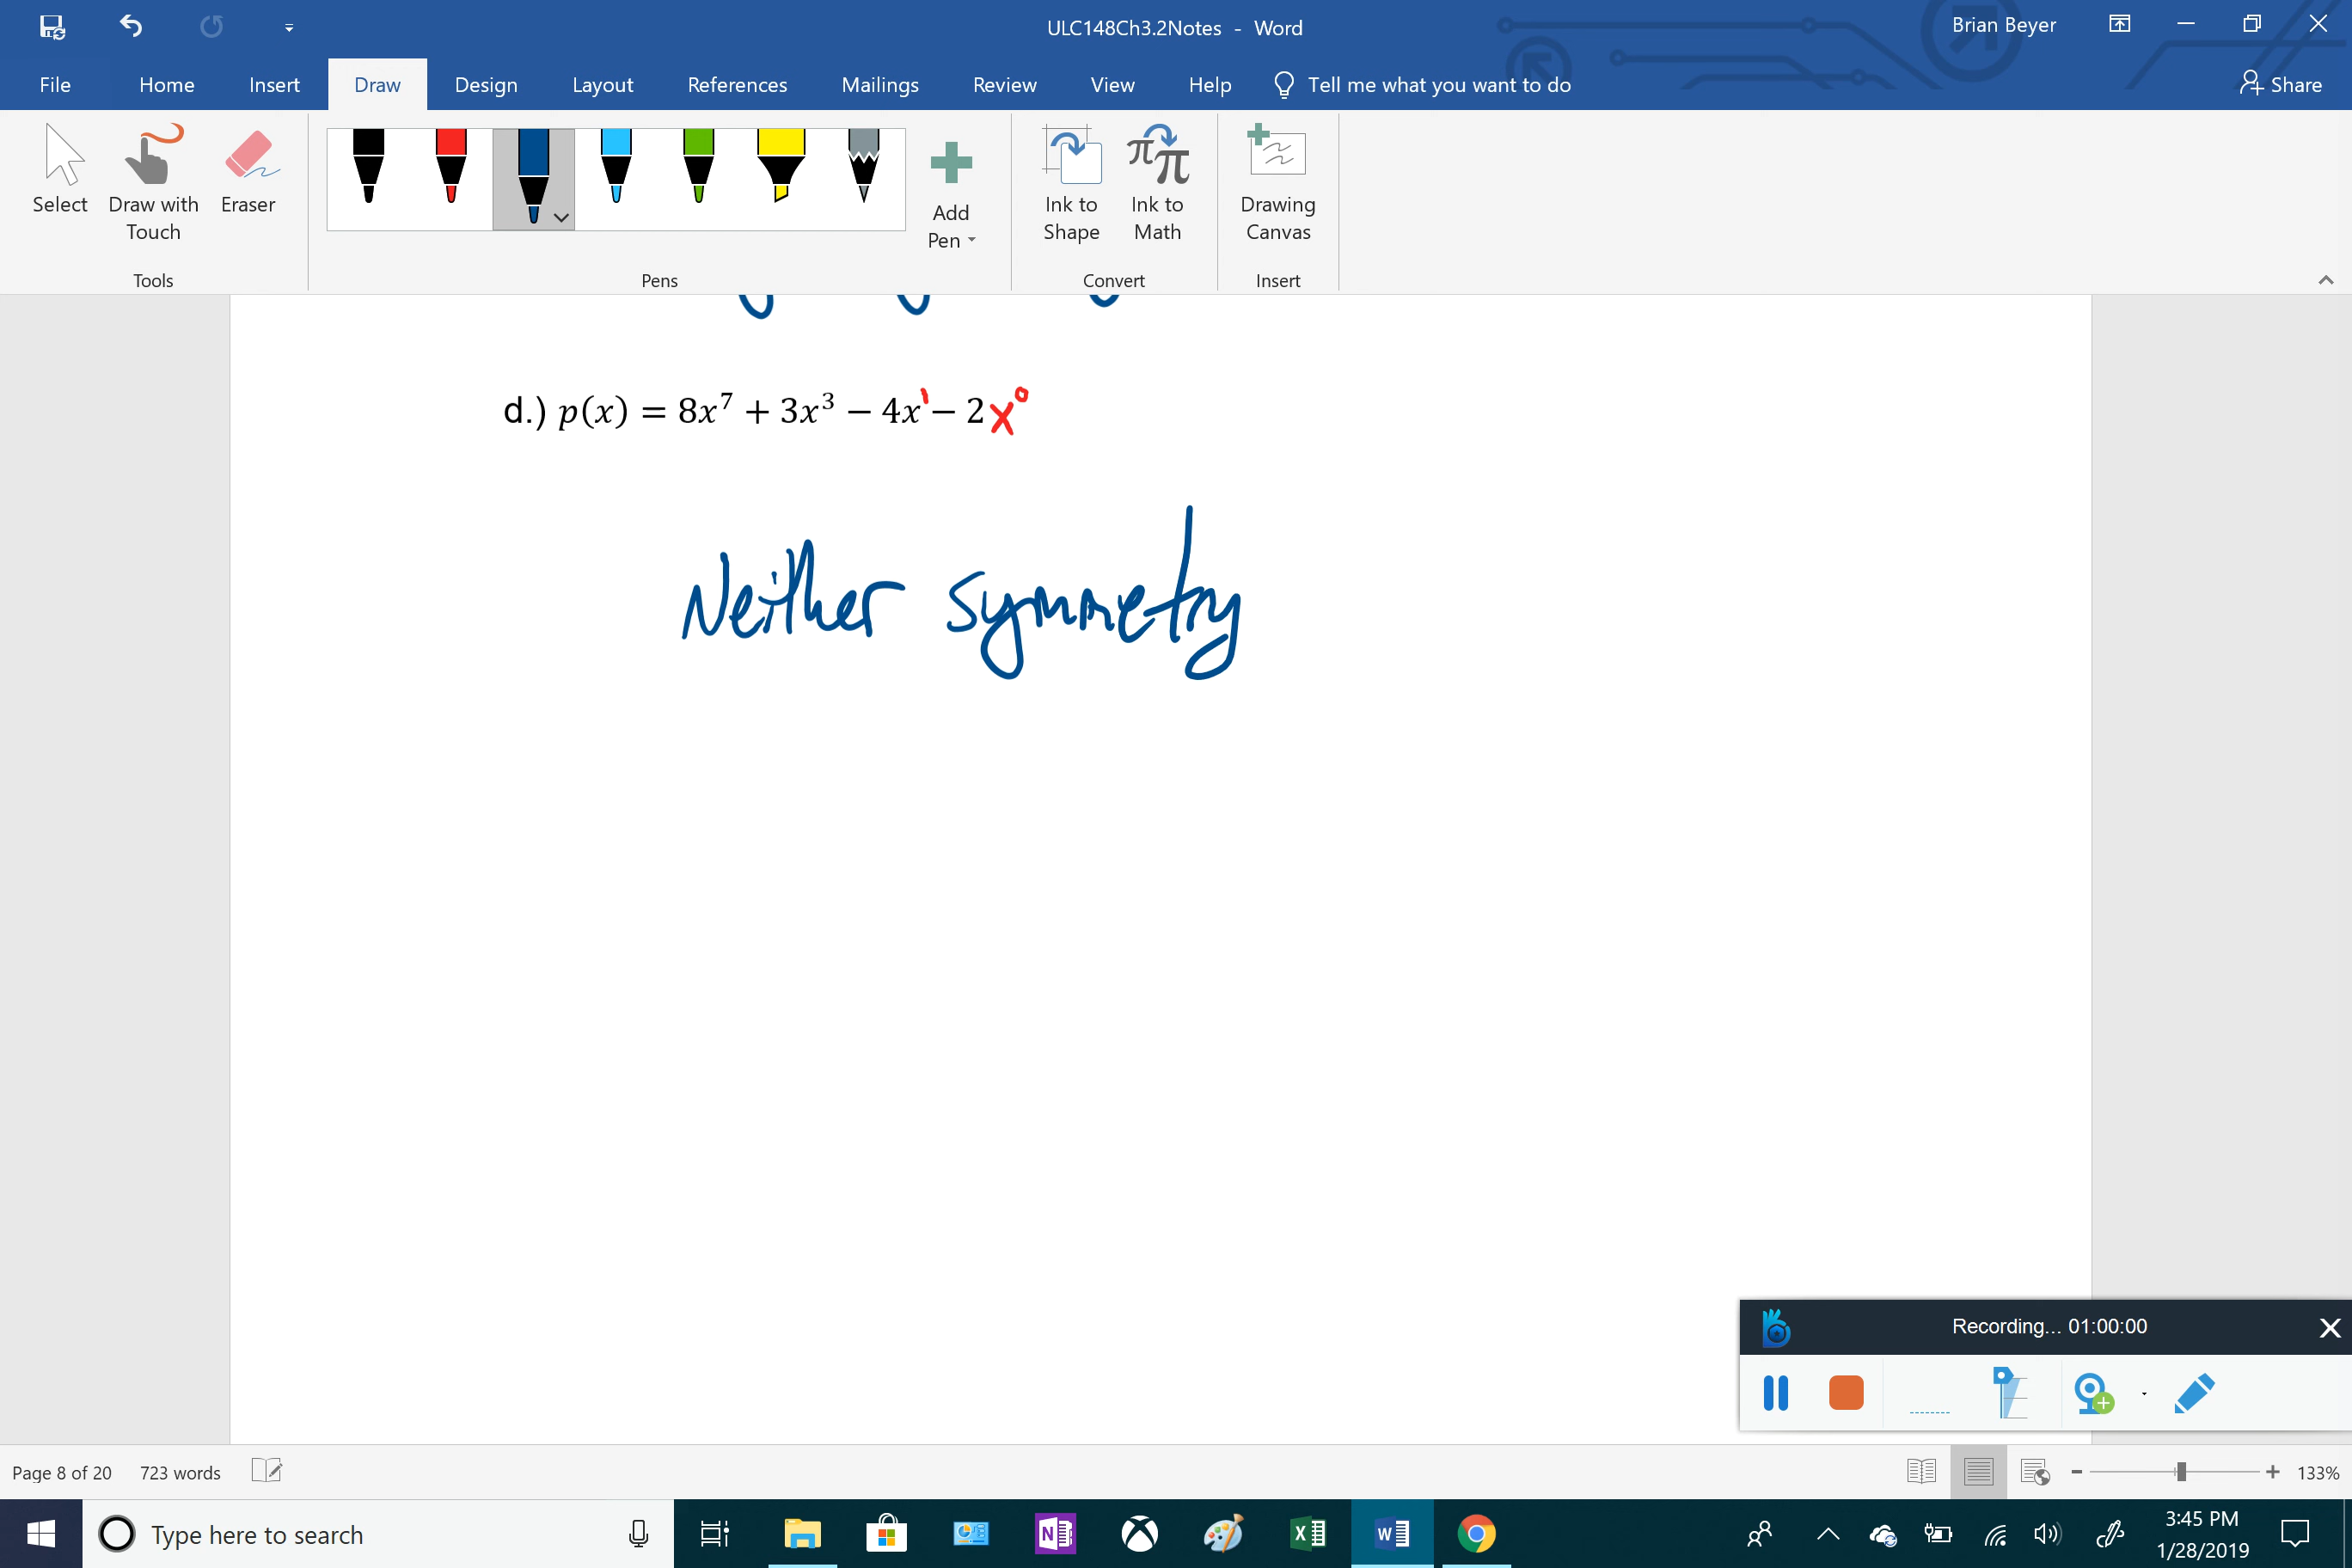 ULC148Ch3.2Notes - Word
Brian Beyer
File Home Insert Draw Design Layout References Mailings Review View Help Tell me what you want to do Share
Select
Draw with Touch
Eraser
Tools
Pens
Add Pen
Ink to Shape
Ink to Math
Convert
Drawing Canvas
Insert
d.) p(x) = 8x⁷ + 3x³ − 4x¹ − 2x⁰
Neither symmetry
Recording... 01:00:00
Page 8 of 20 723 words 133%
Type here to search
3:45 PM
1/28/2019